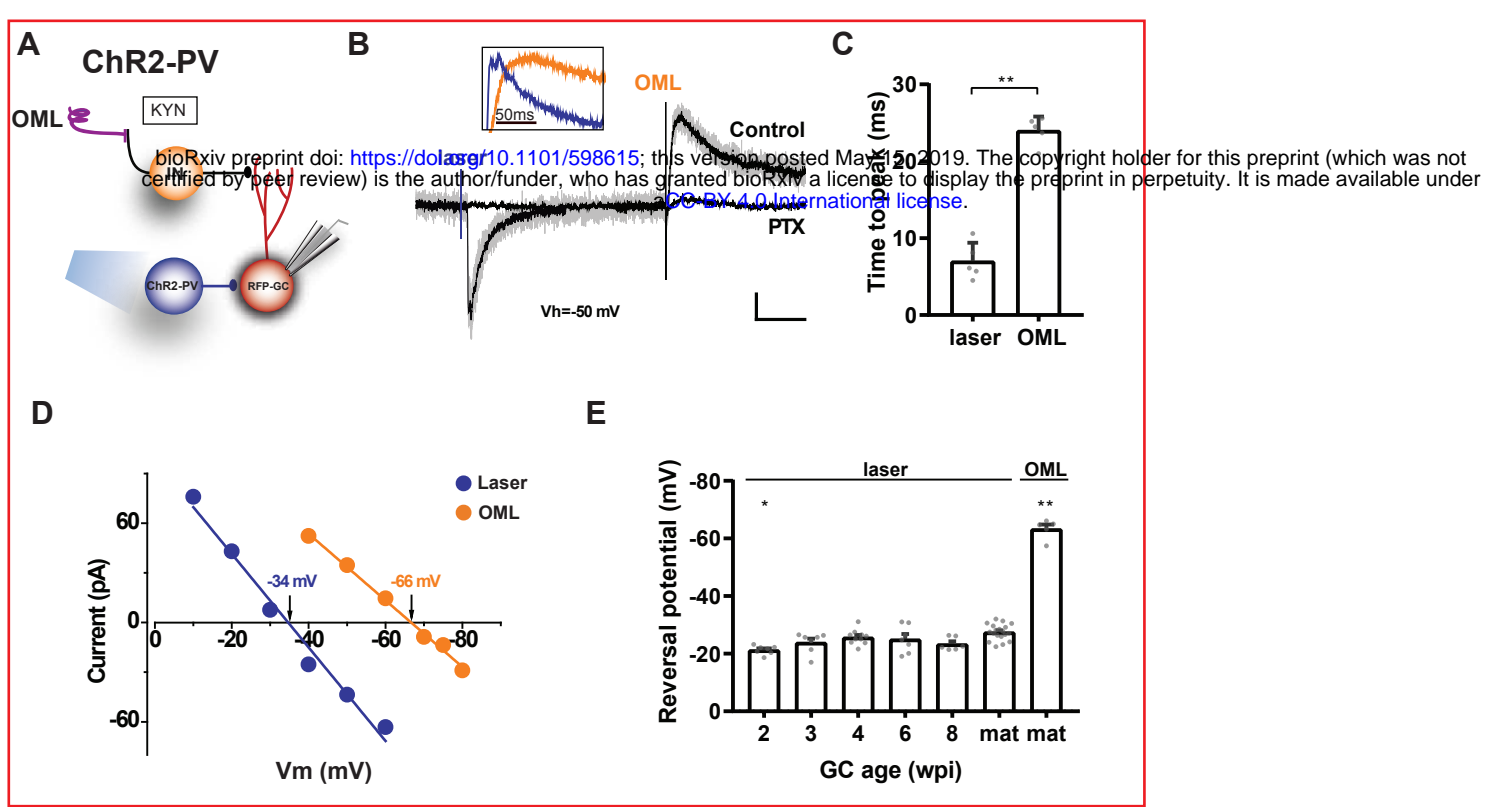 A
ChR2-PV
OML
KYN
IN
ChR2-PV
RFP-GC
B
50ms
OML
laser
Control
PTX
Vh=-50 mV
bioRxiv preprint doi: https://doi.org/10.1101/598615; this version posted May 15, 2019. The copyright holder for this preprint (which was not
certified by peer review) is the author/funder, who has granted bioRxiv a license to display the preprint in perpetuity. It is made available under
aCC-BY 4.0 International license.
C
Time to peak (ms)
30
20
10
0
**
laser OML
D
Current (pA)
60
0
-60
0 -20 -40 -60 -80
-34 mV
-66 mV
Laser
OML
Vm (mV)
E
Reversal potential (mV)
-80
-60
-40
-20
0
laser
OML
*
**
2 3 4 6 8 mat mat
GC age (wpi)